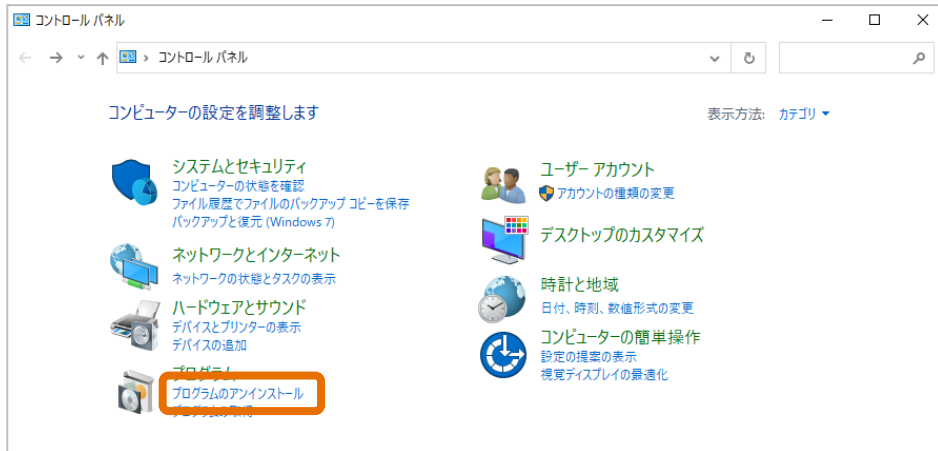 コントロール パネル
コントロール パネル
コンピューターの設定を調整します
表示方法: カテゴリ
システムとセキュリティ
コンピューターの状態を確認
ファイル履歴でファイルのバックアップ コピーを保存
バックアップと復元 (Windows 7)
ネットワークとインターネット
ネットワークの状態とタスクの表示
ハードウェアとサウンド
デバイスとプリンターの表示
デバイスの追加
プログラム
プログラムのアンインストール
プログラムの取得
ユーザー アカウント
アカウントの種類の変更
デスクトップのカスタマイズ
時計と地域
日付、時刻、数値形式の変更
コンピューターの簡単操作
設定の提案の表示
視覚ディスプレイの最適化